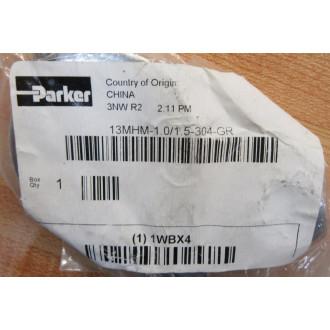 Parker
Country of Origin
CHINA
3NW R2 2:11 PM
13MHM-1.0/1.5-304-GR
Box
Qty
1
(1) 1WBX4